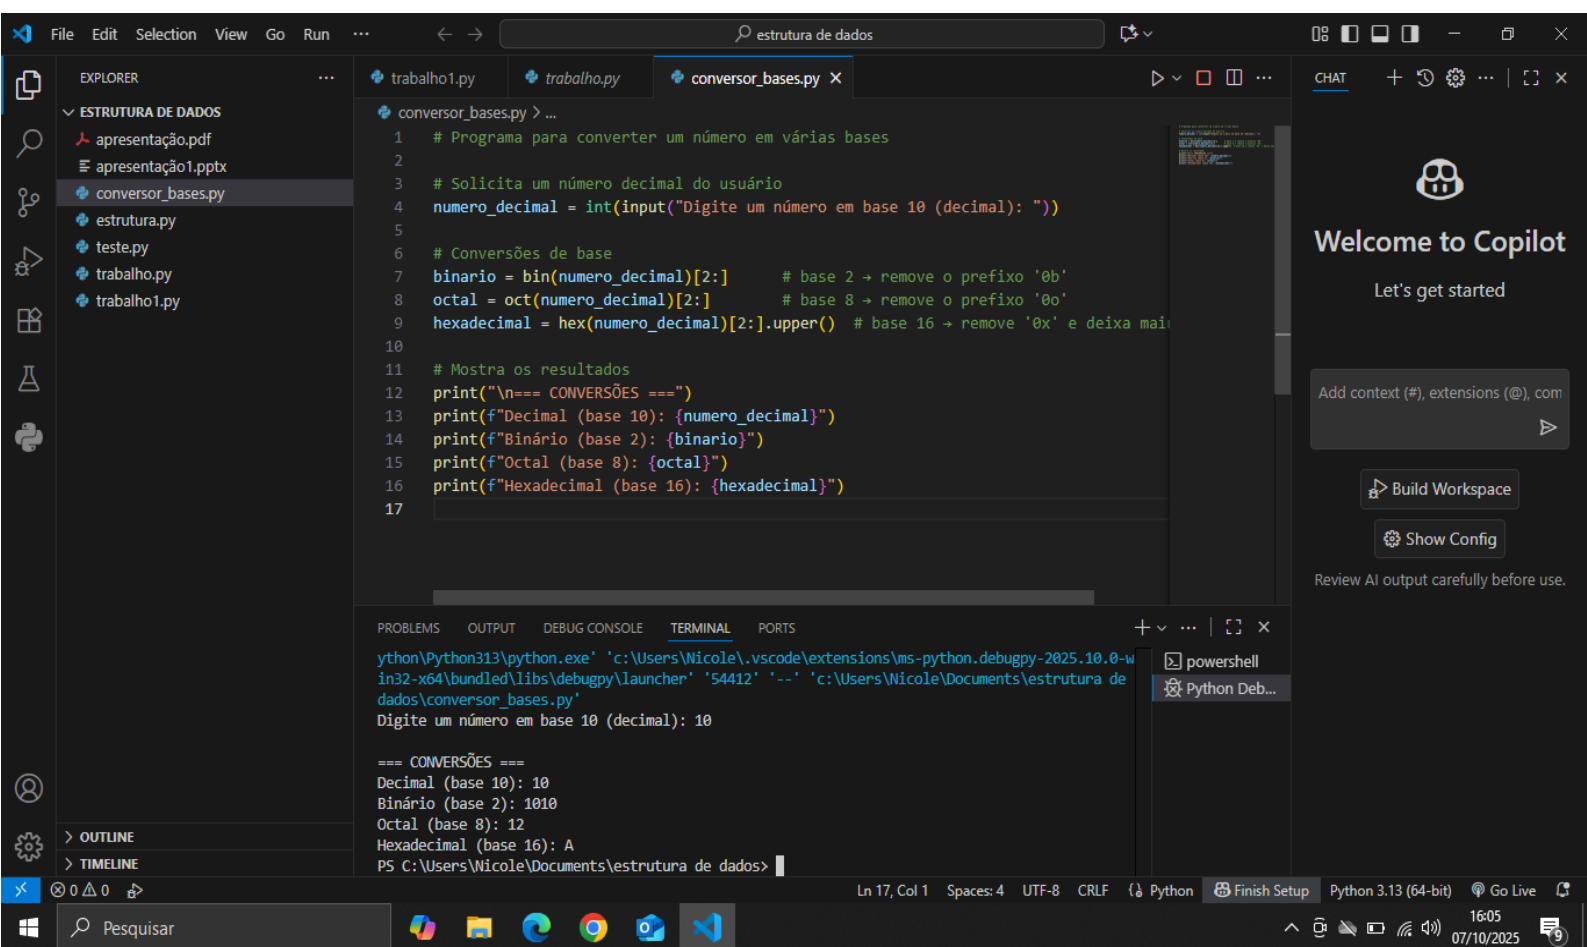 File Edit Selection View Go Run ···
estrutura de dados
EXPLORER
ESTRUTURA DE DADOS
apresentação.pdf
apresentação1.pptx
conversor_bases.py
estrutura.py
teste.py
trabalho.py
trabalho1.py
OUTLINE
TIMELINE
trabalho1.py trabalho.py conversor_bases.py
conversor_bases.py > ...
1 # Programa para converter um número em várias bases
2
3 # Solicita um número decimal do usuário
4 numero_decimal = int(input("Digite um número em base 10 (decimal): "))
5
6 # Conversões de base
7 binario = bin(numero_decimal)[2:] # base 2 → remove o prefixo '0b'
8 octal = oct(numero_decimal)[2:] # base 8 → remove o prefixo '0o'
9 hexadecimal = hex(numero_decimal)[2:].upper() # base 16 → remove '0x' e deixa
10
11 # Mostra os resultados
12 print("\n=== CONVERSÕES ===")
13 print(f"Decimal (base 10): {numero_decimal}")
14 print(f"Binário (base 2): {binario}")
15 print(f"Octal (base 8): {octal}")
16 print(f"Hexadecimal (base 16): {hexadecimal}")
17
PROBLEMS OUTPUT DEBUG CONSOLE TERMINAL PORTS
ython\Python313\python.exe' 'c:\Users\Nicole\.vscode\extensions\ms-python.debugpy-2025.10.0-w
in32-x64\bundled\libs\debugpy\launcher' '54412' '--' 'c:\Users\Nicole\Documents\estrutura de
dados\conversor_bases.py'
Digite um número em base 10 (decimal): 10
=== CONVERSÕES ===
Decimal (base 10): 10
Binário (base 2): 1010
Octal (base 8): 12
Hexadecimal (base 16): A
PS C:\Users\Nicole\Documents\estrutura de dados>
powershell
Python Deb...
CHAT
Welcome to Copilot
Let's get started
Add context (#), extensions (@), com
Build Workspace
Show Config
Review AI output carefully before use.
0 0
Ln 17, Col 1 Spaces: 4 UTF-8 CRLF Python Finish Setup Python 3.13 (64-bit) Go Live
Pesquisar
16:05
07/10/2025
9